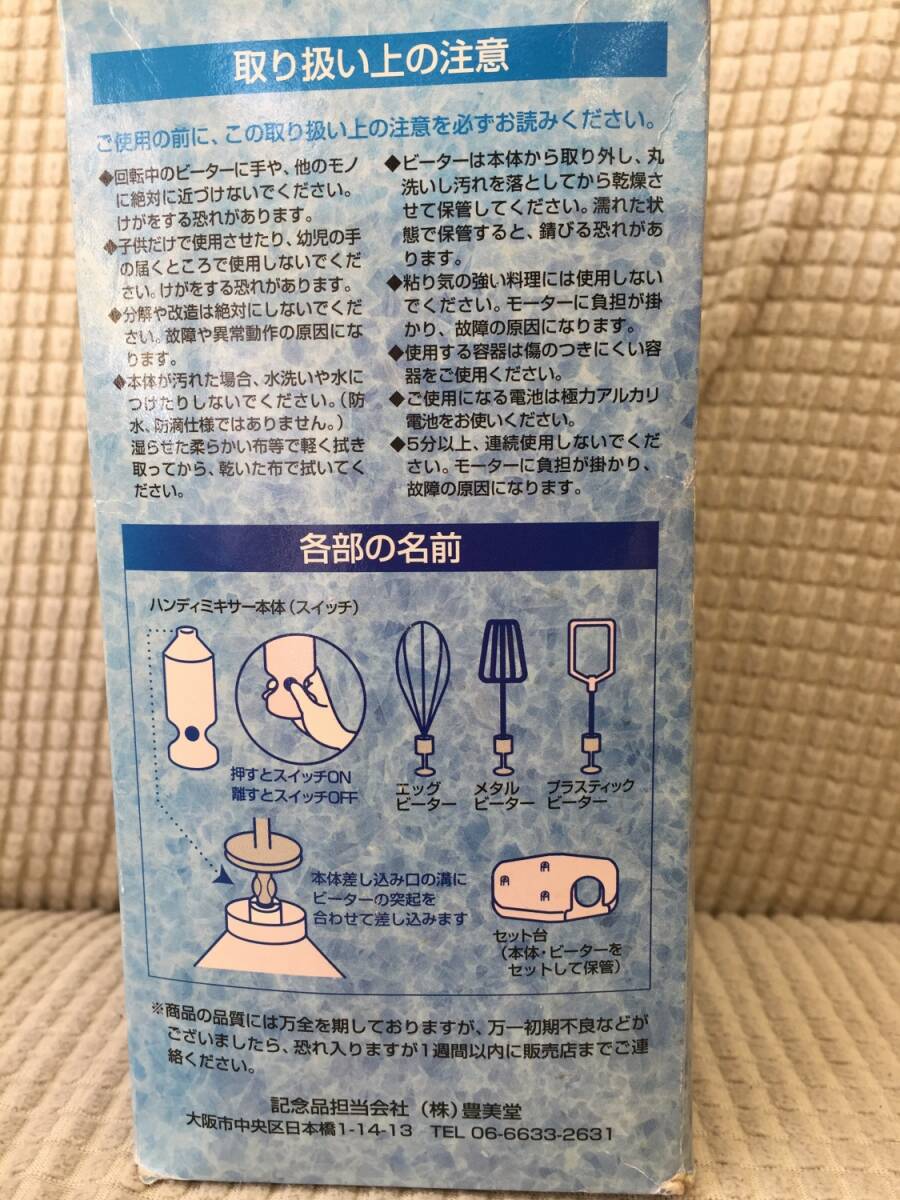 取り扱い上の注意
ご使用の前に、この取り扱い上の注意を必ずお読みください。
◆回転中のビーターに手や、他のモノ
に絶対に近づけないでください。
けがをする恐れがあります。
◆子供だけで使用させたり、幼児の手
の届くところで使用しないでくだ
さい。けがをする恐れがあります。
◆分解や改造は絶対にしないでくだ
さい。故障や異常動作の原因にな
ります。
◆本体が汚れた場合、水洗いや水に
つけたりしないでください。（防
水、防滴仕様ではありません。）
湿らせた柔らかい布等で軽く拭き
取ってから、乾いた布で拭いてく
ださい。
◆ビーターは本体から取り外し、丸
洗いし汚れを落としてから乾燥さ
せて保管してください。濡れた状
態で保管すると、錆びる恐れがあ
ります。
◆粘り気の強い料理には使用しない
でください。モーターに負担が掛
かり、故障の原因になります。
◆使用する容器は傷のつきにくい容
器をご使用ください。
◆ご使用になる電池は極力アルカリ
電池をお使いください。
◆5分以上、連続使用しないでくだ
さい。モーターに負担が掛かり、
故障の原因になります。
各部の名前
ハンディミキサー本体（スイッチ）
押すとスイッチON
離すとスイッチOFF
エッグ
ビーター
メタル
ビーター
プラスティック
ビーター
本体差し込み口の溝に
ビーターの突起を
合わせて差し込みます
セット台
（本体・ビーターを
セットして保管）
※商品の品質には万全を期しておりますが、万一初期不良などが
ございましたら、恐れ入りますが1週間以内に販売店までご連
絡ください。
記念品担当会社 （株）豊美堂
大阪市中央区日本橋1-14-13 TEL 06-6633-2631